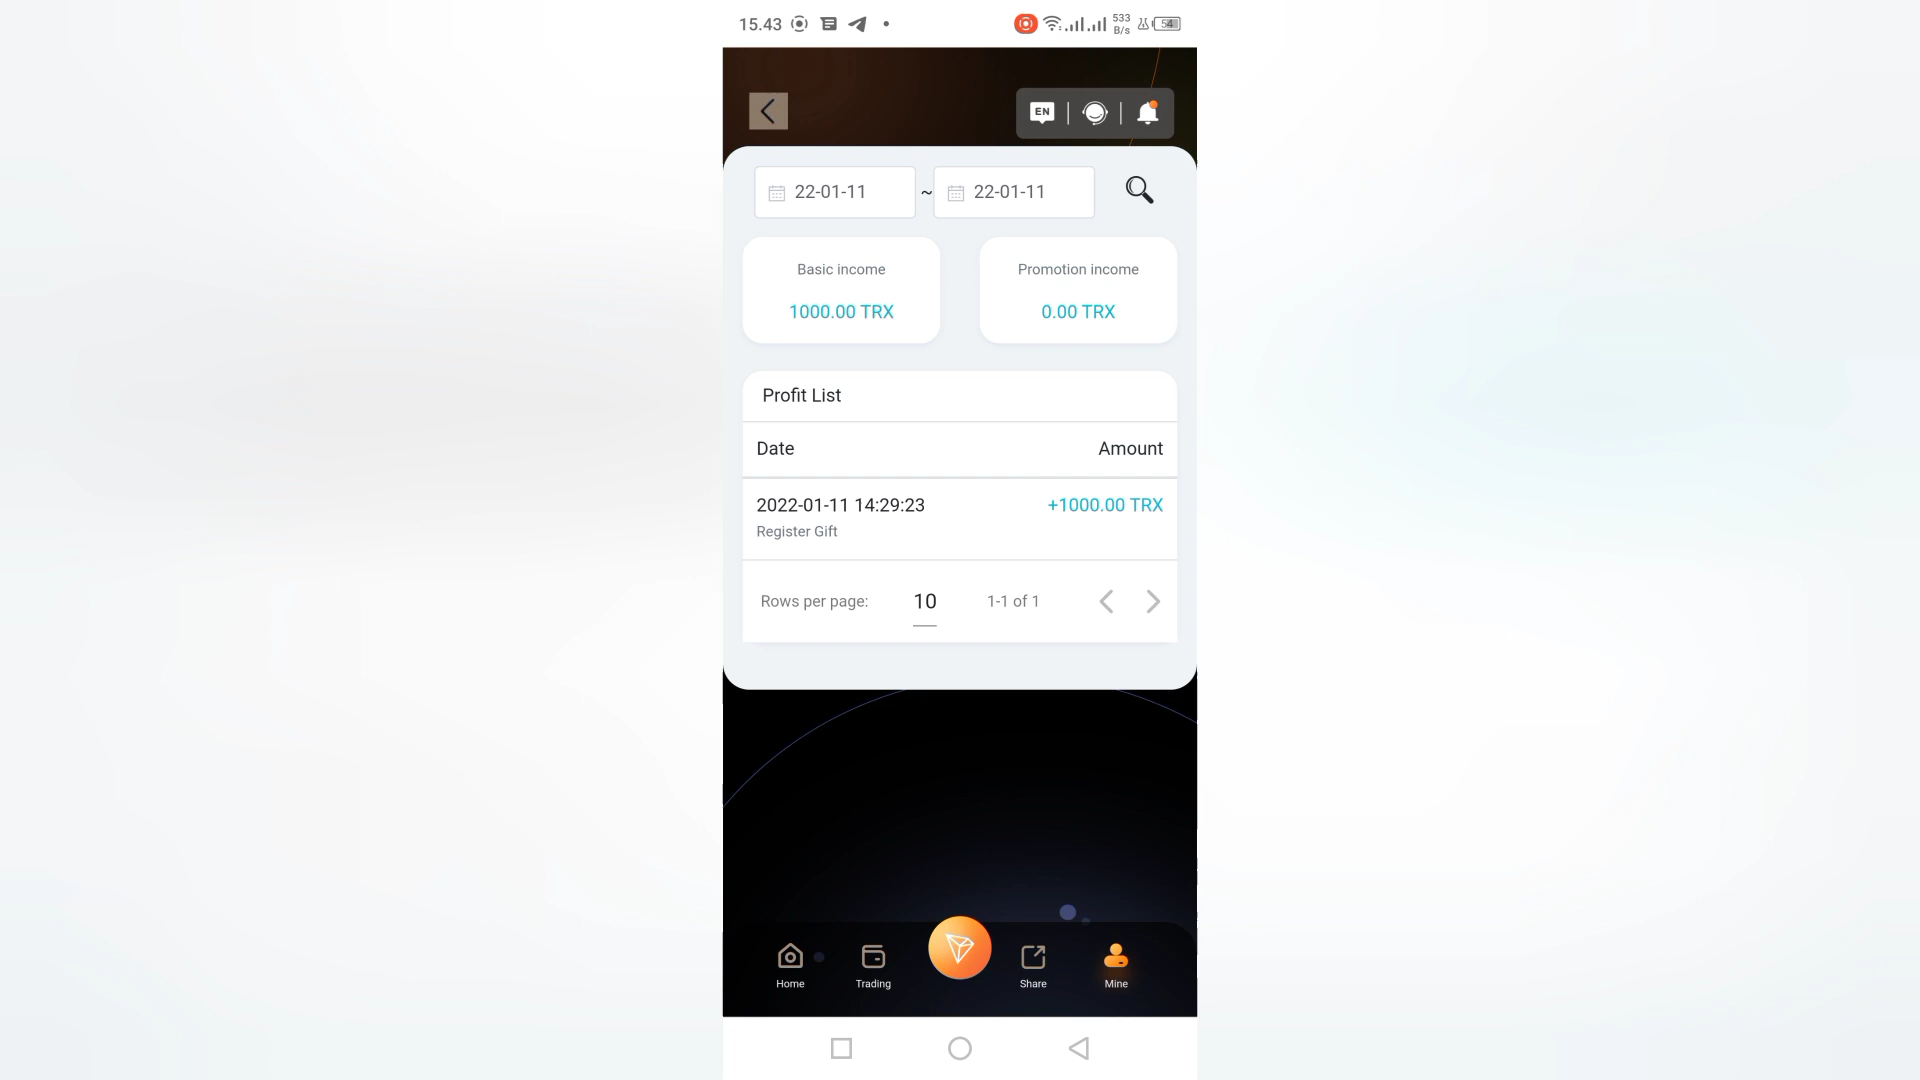 15.43
533
B/s
54
EN
22-01-11 ~ 22-01-11
Basic income
Promotion income
1000.00 TRX
0.00 TRX
Profit List
Date Amount
2022-01-11 14:29:23 +1000.00 TRX
Register Gift
Rows per page: 10 1-1 of 1
Home
Trading
Share
Mine